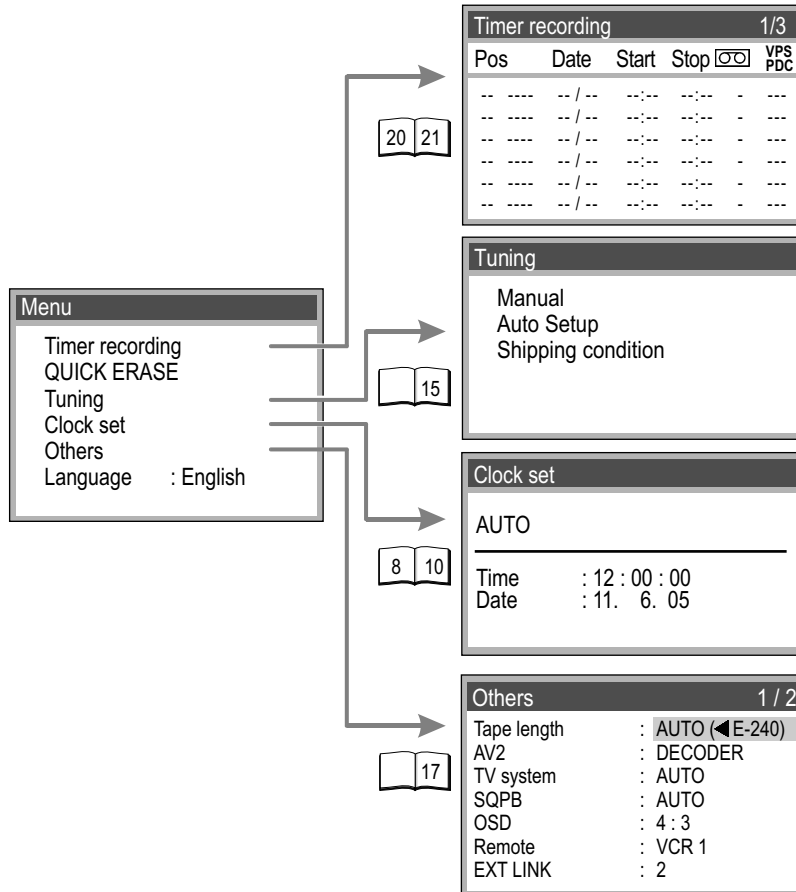 Timer recording 1/3
Pos Date Start Stop VPS PDC
-- ---- -- / -- --:-- --:-- - ---
-- ---- -- / -- --:-- --:-- - ---
-- ---- -- / -- --:-- --:-- - ---
-- ---- -- / -- --:-- --:-- - ---
-- ---- -- / -- --:-- --:-- - ---
-- ---- -- / -- --:-- --:-- - ---
20 21
Menu
Timer recording
QUICK ERASE
Tuning
Clock set
Others
Language : English
Tuning
Manual
Auto Setup
Shipping condition
15
Clock set
AUTO
Time : 12 : 00 : 00
Date : 11. 6. 05
8 10
Others 1 / 2
Tape length : AUTO (◀E-240)
AV2 : DECODER
TV system : AUTO
SQPB : AUTO
OSD : 4 : 3
Remote : VCR 1
EXT LINK : 2
17